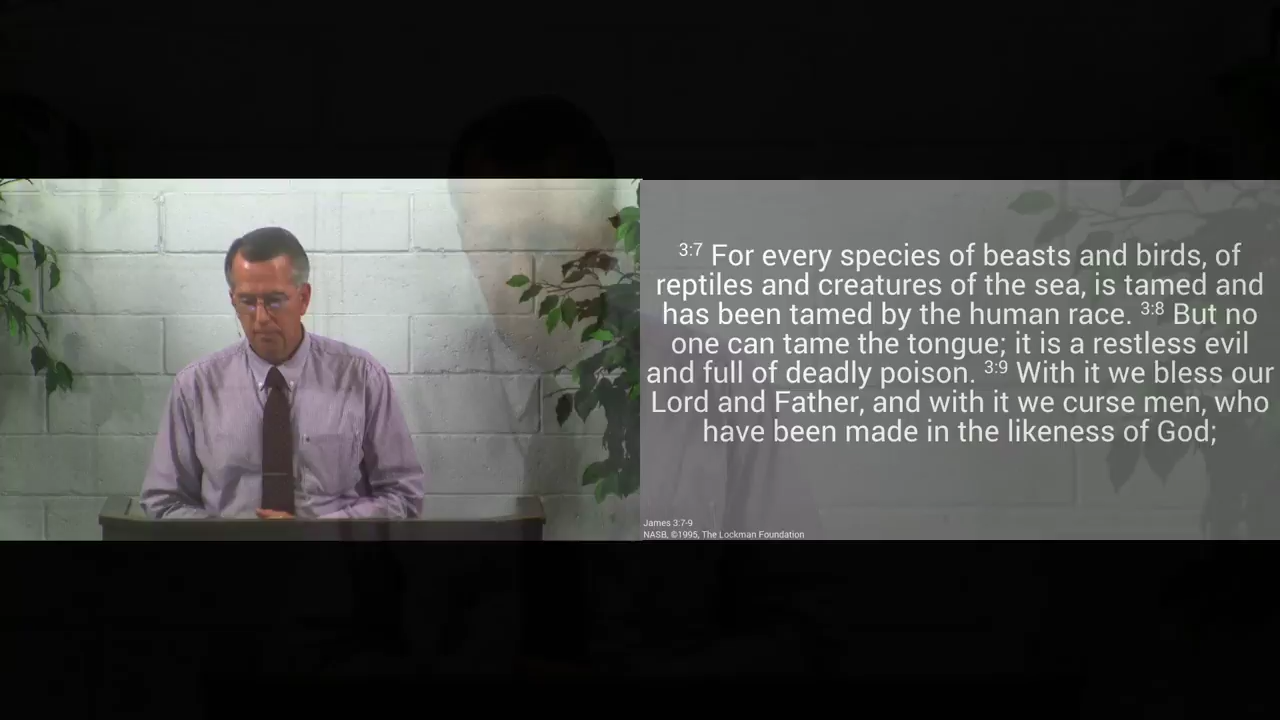 3:7 For every species of beasts and birds, of
reptiles and creatures of the sea, is tamed and
has been tamed by the human race. 3:8 But no
one can tame the tongue; it is a restless evil
and full of deadly poison. 3:9 With it we bless our
Lord and Father, and with it we curse men, who
have been made in the likeness of God;
James 3:7-9
NASB, ©1995, The Lockman Foundation